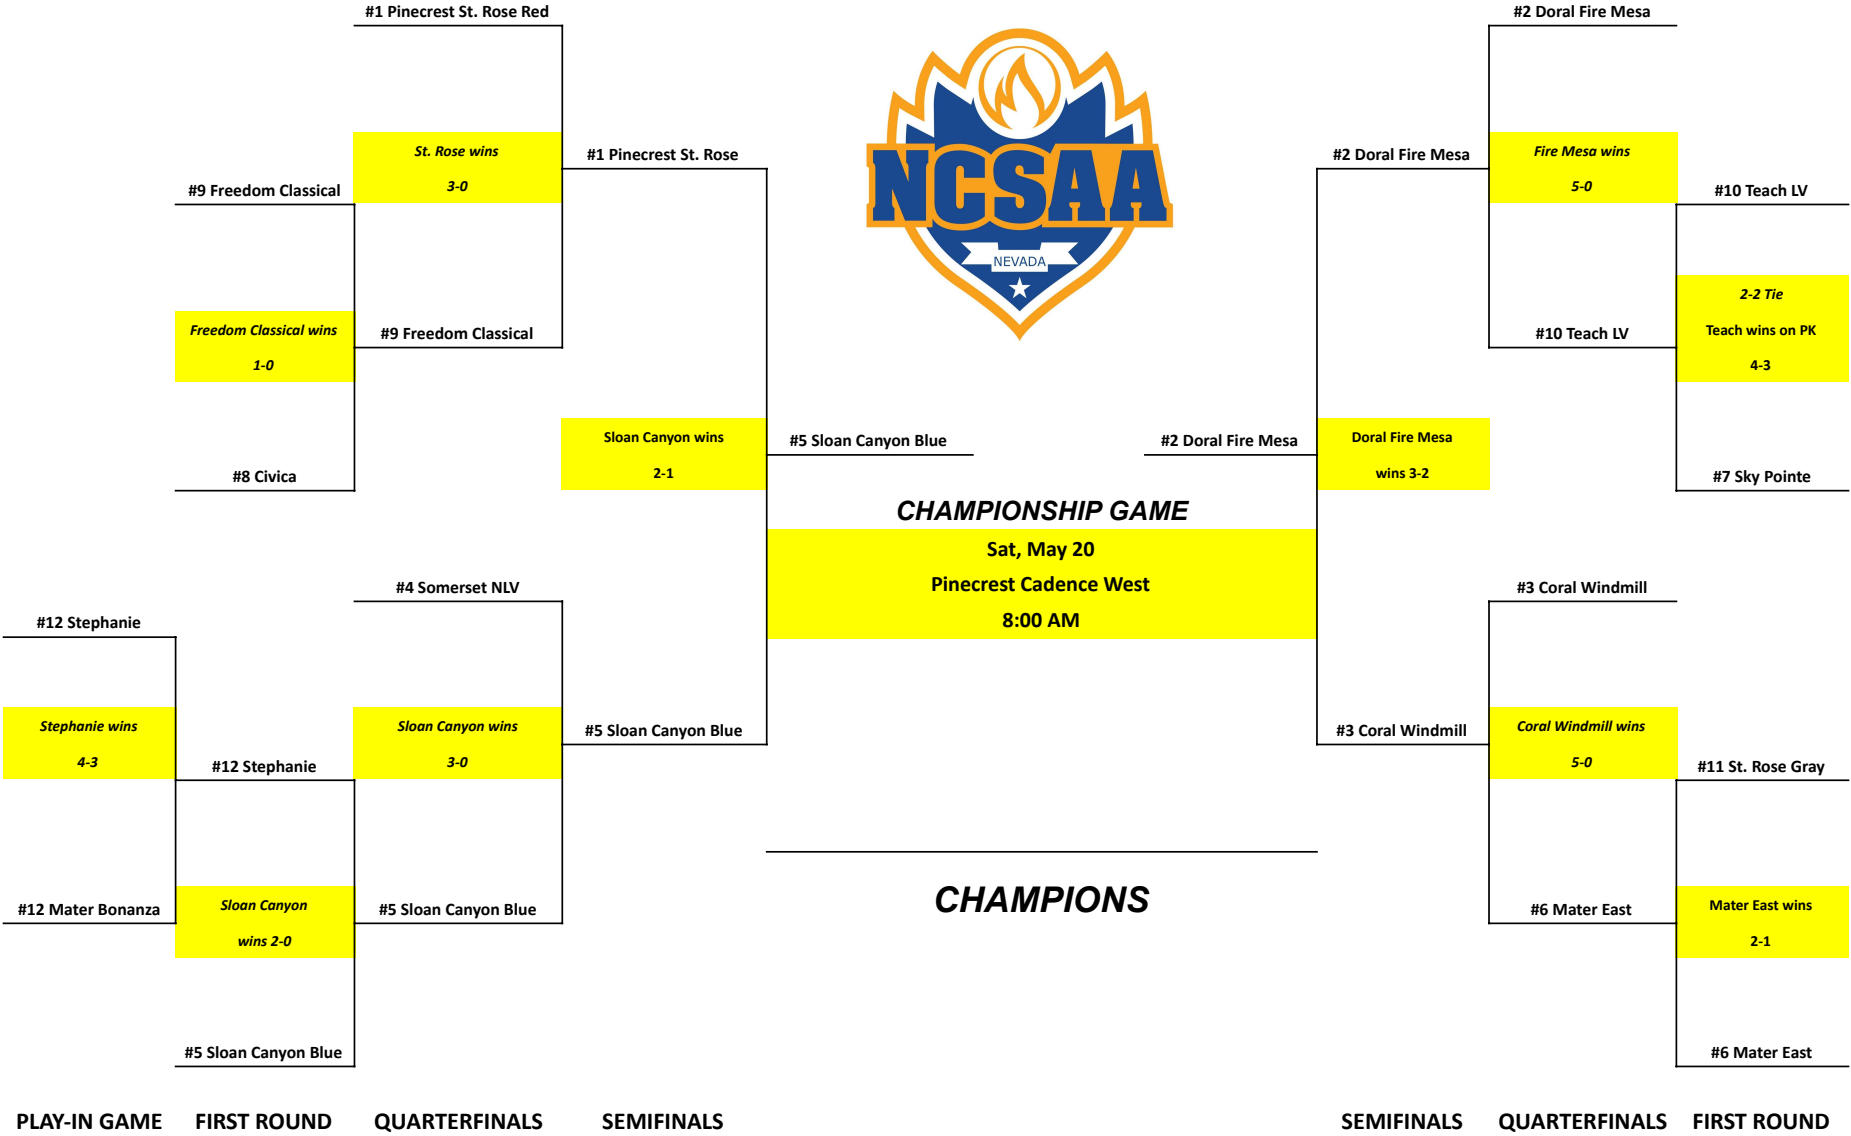 #1 Pinecrest St. Rose Red
#2 Doral Fire Mesa
St. Rose wins
3-0
#1 Pinecrest St. Rose
#9 Freedom Classical
Freedom Classical wins
1-0
#9 Freedom Classical
#8 Civica
Sloan Canyon wins
2-1
#5 Sloan Canyon Blue
NCSAA
NEVADA
#2 Doral Fire Mesa
Fire Mesa wins
5-0
#10 Teach LV
2-2 Tie
Teach wins on PK
4-3
#10 Teach LV
#2 Doral Fire Mesa
Doral Fire Mesa
wins 3-2
#7 Sky Pointe
CHAMPIONSHIP GAME
Sat, May 20
Pinecrest Cadence West
8:00 AM
#4 Somerset NLV
#12 Stephanie
Stephanie wins
4-3
#12 Stephanie
Sloan Canyon wins
3-0
#5 Sloan Canyon Blue
#12 Mater Bonanza
Sloan Canyon
wins 2-0
#5 Sloan Canyon Blue
#5 Sloan Canyon Blue
#3 Coral Windmill
#3 Coral Windmill
Coral Windmill wins
5-0
#11 St. Rose Gray
#6 Mater East
Mater East wins
2-1
#6 Mater East
CHAMPIONS
PLAY-IN GAME
FIRST ROUND
QUARTERFINALS
SEMIFINALS
SEMIFINALS
QUARTERFINALS
FIRST ROUND